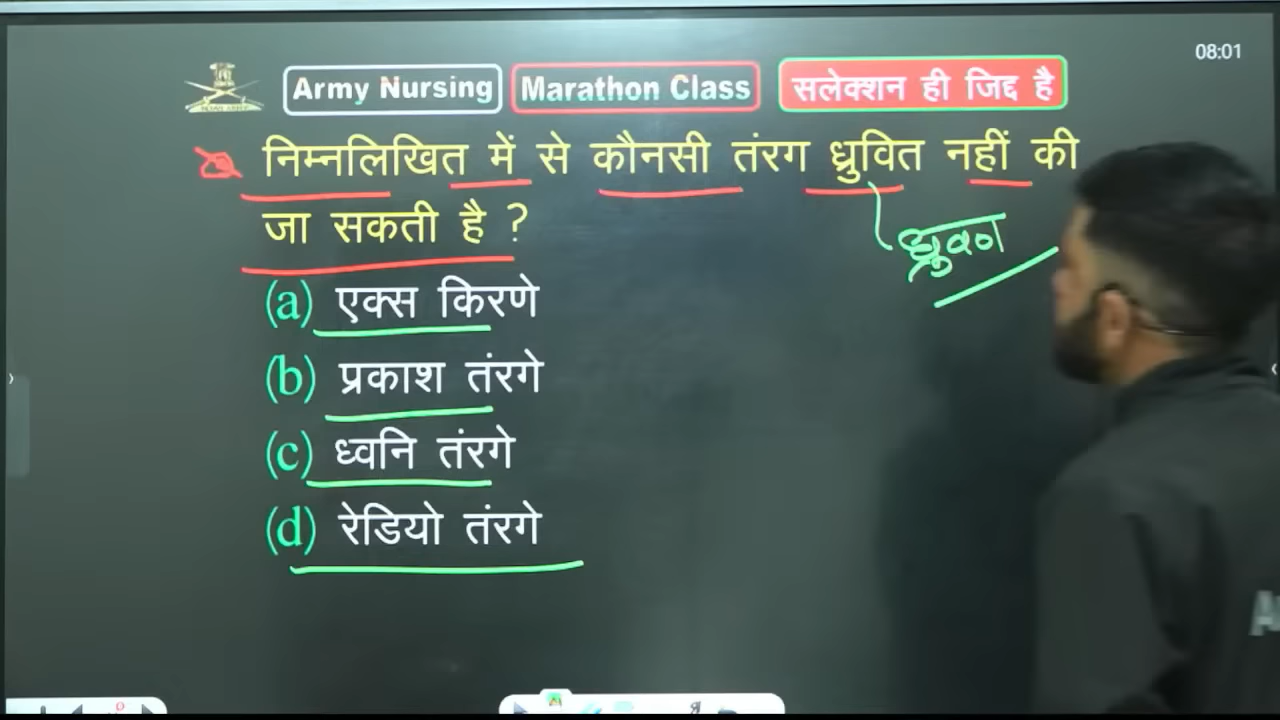 08:01
Army Nursing Marathon Class सलेक्शन ही जिद्द है
निम्नलिखित में से कौनसी तंरग ध्रुवित नहीं की
जा सकती है ?
ध्रुवण
(a) एक्स किरणे
(b) प्रकाश तंरगे
(c) ध्वनि तंरगे
(d) रेडियो तंरगे